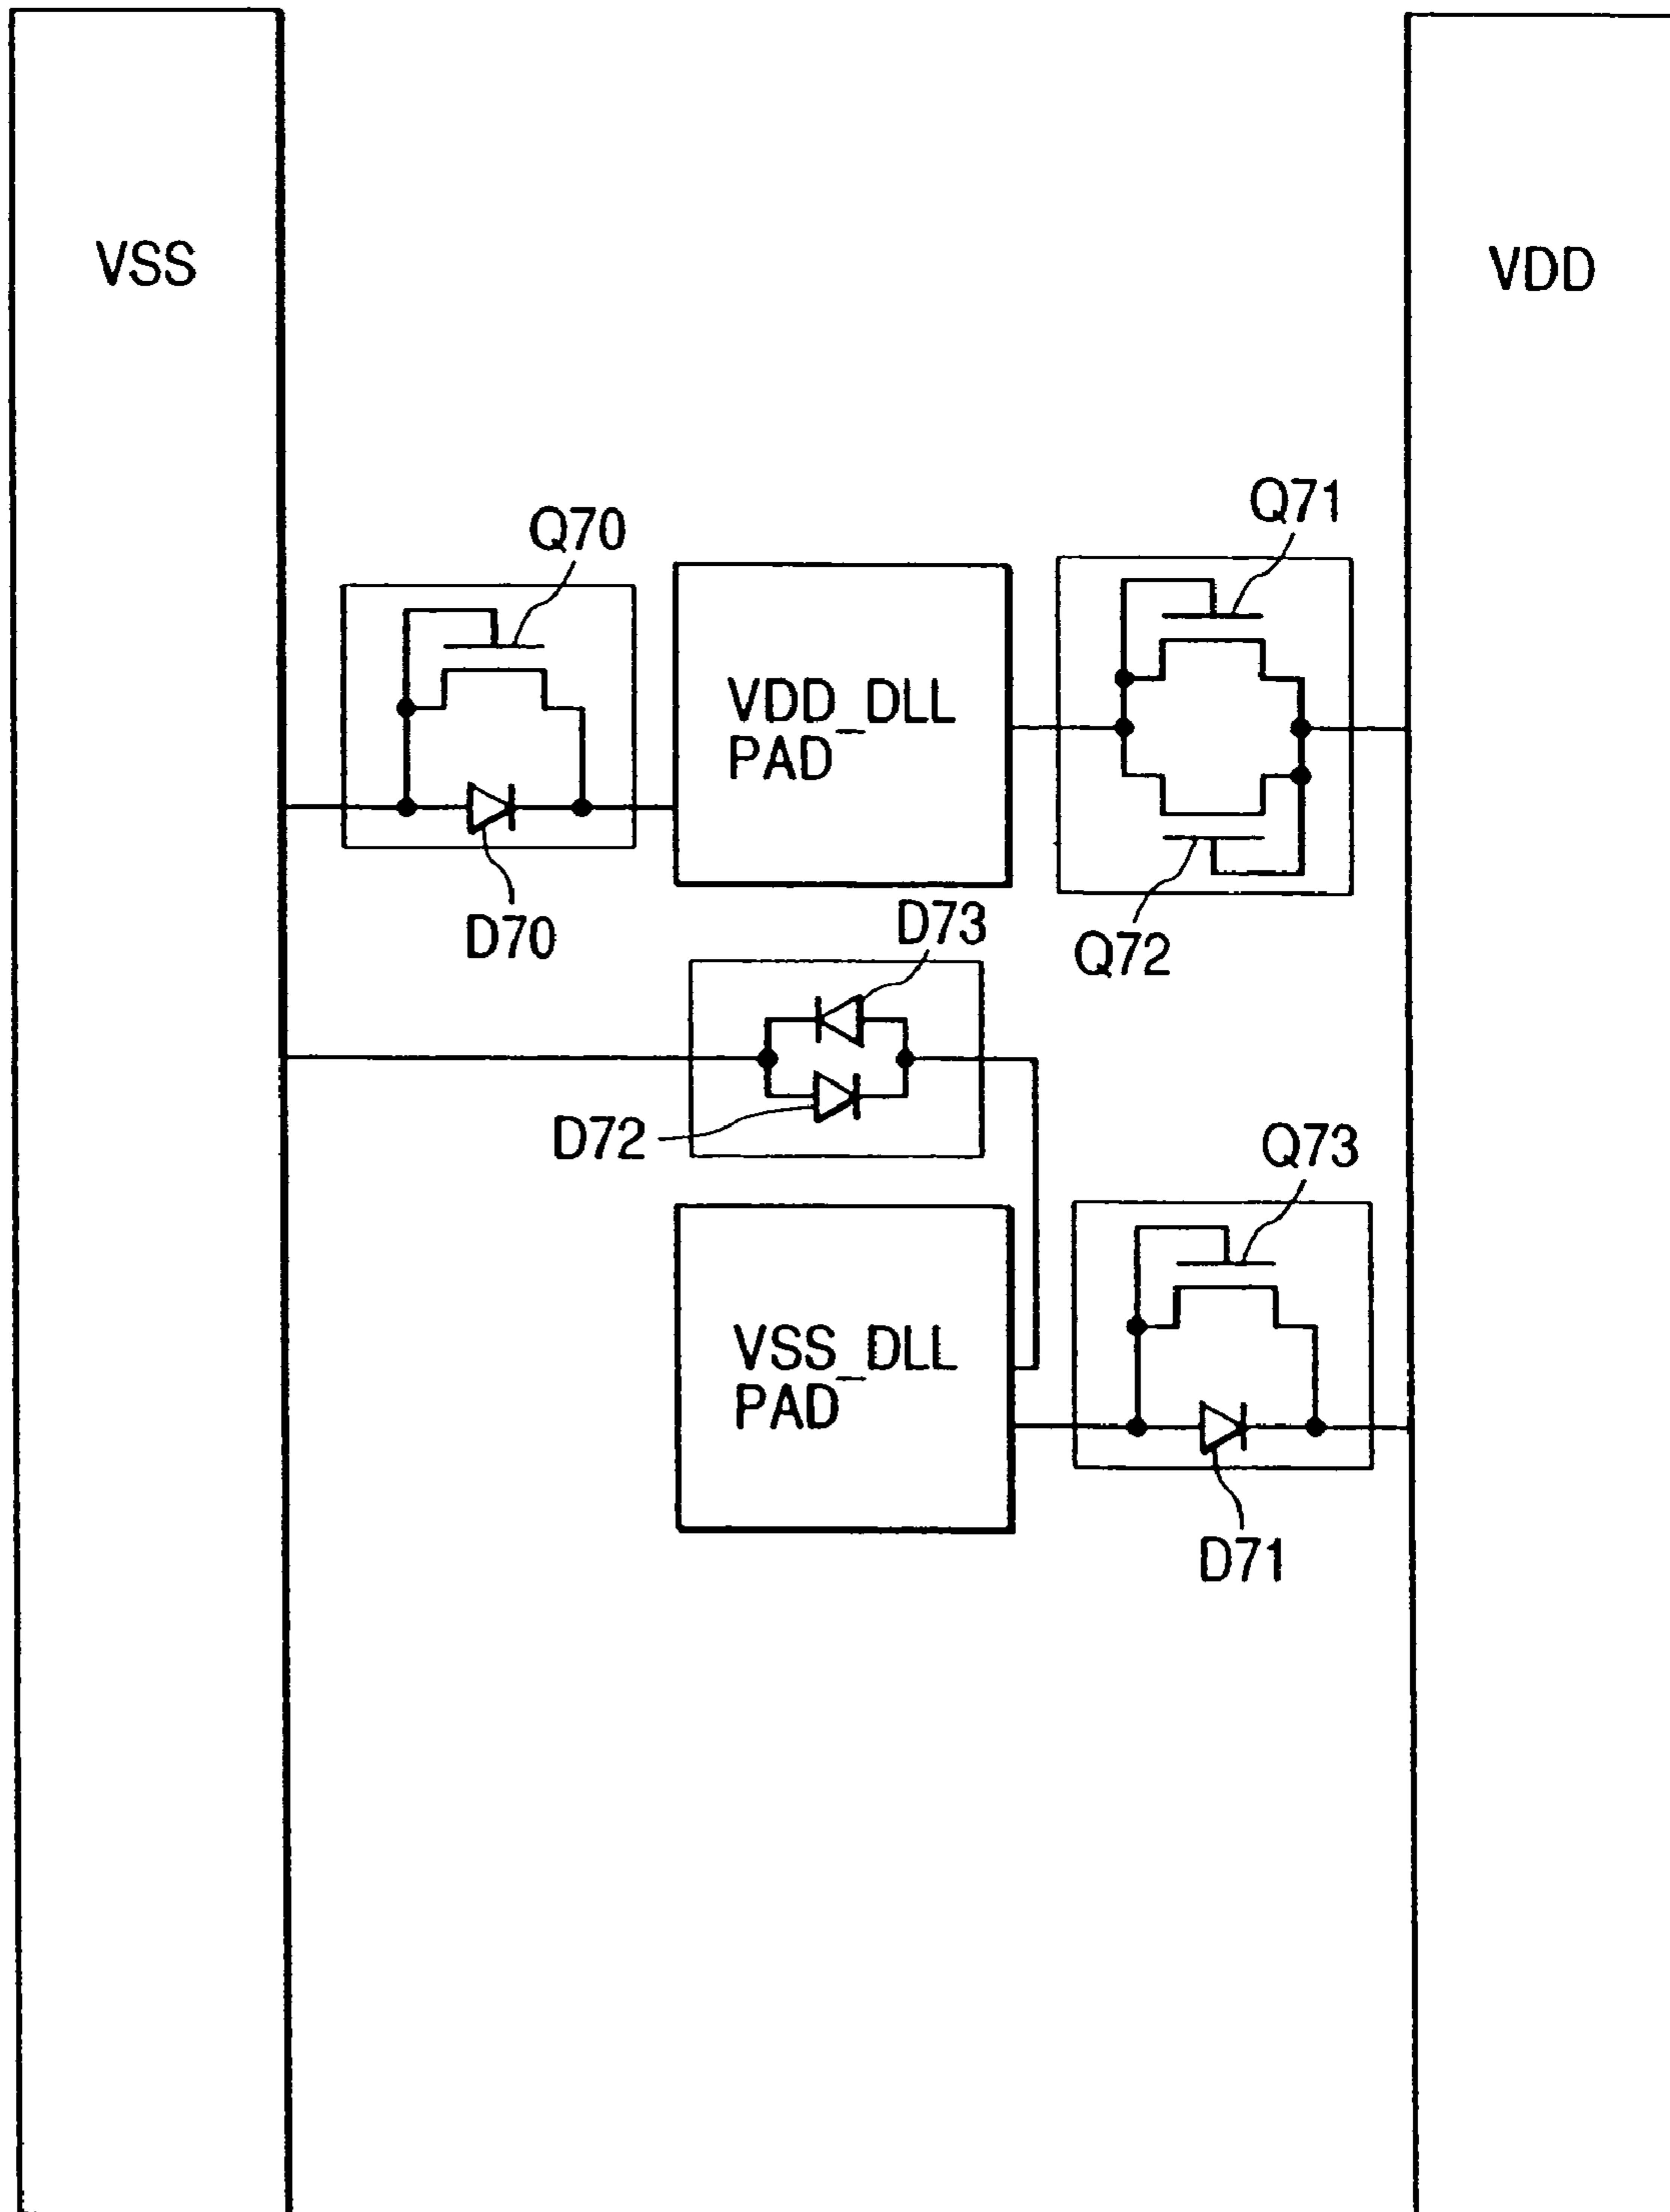 VSS
VDD
Q71
Q70
VDD_DLL
PAD
D70
D73
Q72
D72
Q73
VSS_DLL
PAD
D71